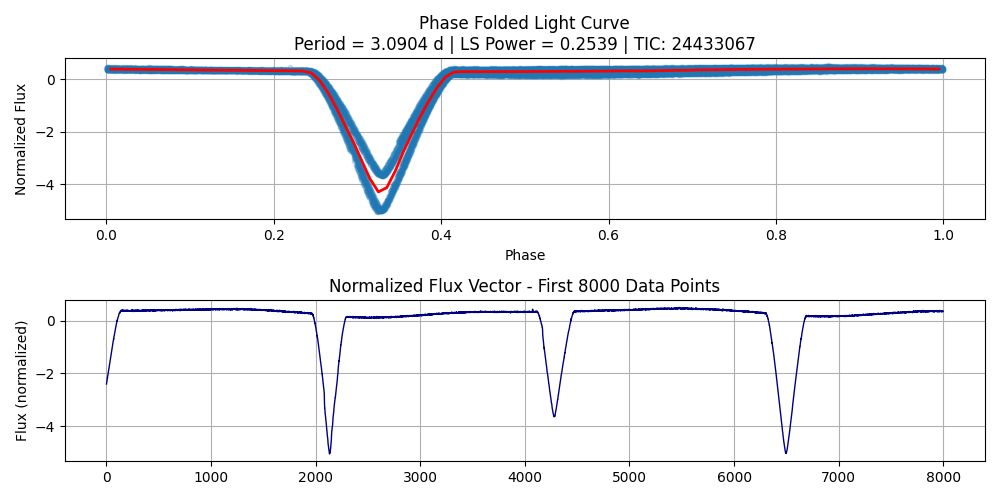 Phase Folded Light Curve
Period = 3.0904 d | LS Power = 0.2539 | TIC: 24433067
Normalized Flux
0
−2
−4
0.0 0.2 0.4 0.6 0.8 1.0
Phase
Normalized Flux Vector - First 8000 Data Points
Flux (normalized)
0
−2
−4
0 1000 2000 3000 4000 5000 6000 7000 8000